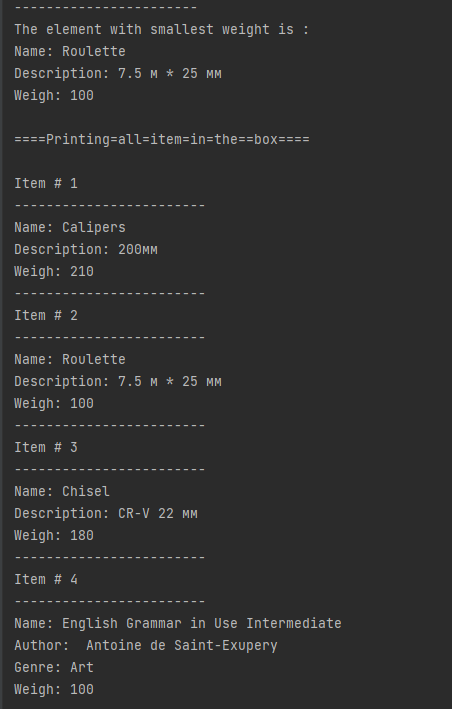 -----------------------
The element with smallest weight is :
Name: Roulette
Description: 7.5 м * 25 мм
Weigh: 100
====Printing=all=item=in=the==box====
Item # 1
------------------------
Name: Calipers
Description: 200мм
Weigh: 210
------------------------
Item # 2
------------------------
Name: Roulette
Description: 7.5 м * 25 мм
Weigh: 100
------------------------
Item # 3
------------------------
Name: Chisel
Description: CR-V 22 мм
Weigh: 180
------------------------
Item # 4
------------------------
Name: English Grammar in Use Intermediate
Author:  Antoine de Saint-Exupery
Genre: Art
Weigh: 100